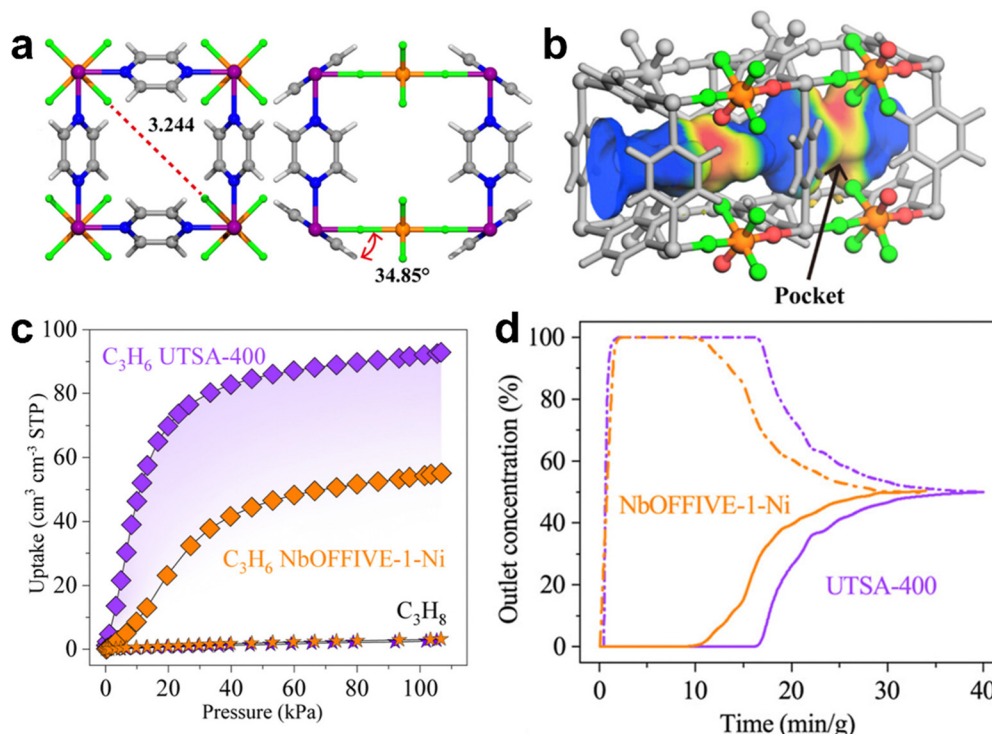 a
3.244
34.85°
b
Pocket
c
C₃H₆ UTSA-400
C₃H₆ NbOFFIVE-1-Ni
C₃H₈
Uptake (cm³ cm⁻³ STP)
100
80
60
40
20
0
0 20 40 60 80 100
Pressure (kPa)
d
NbOFFIVE-1-Ni
UTSA-400
Outlet concentration (%)
100
80
60
40
20
0
0 10 20 30 40
Time (min/g)